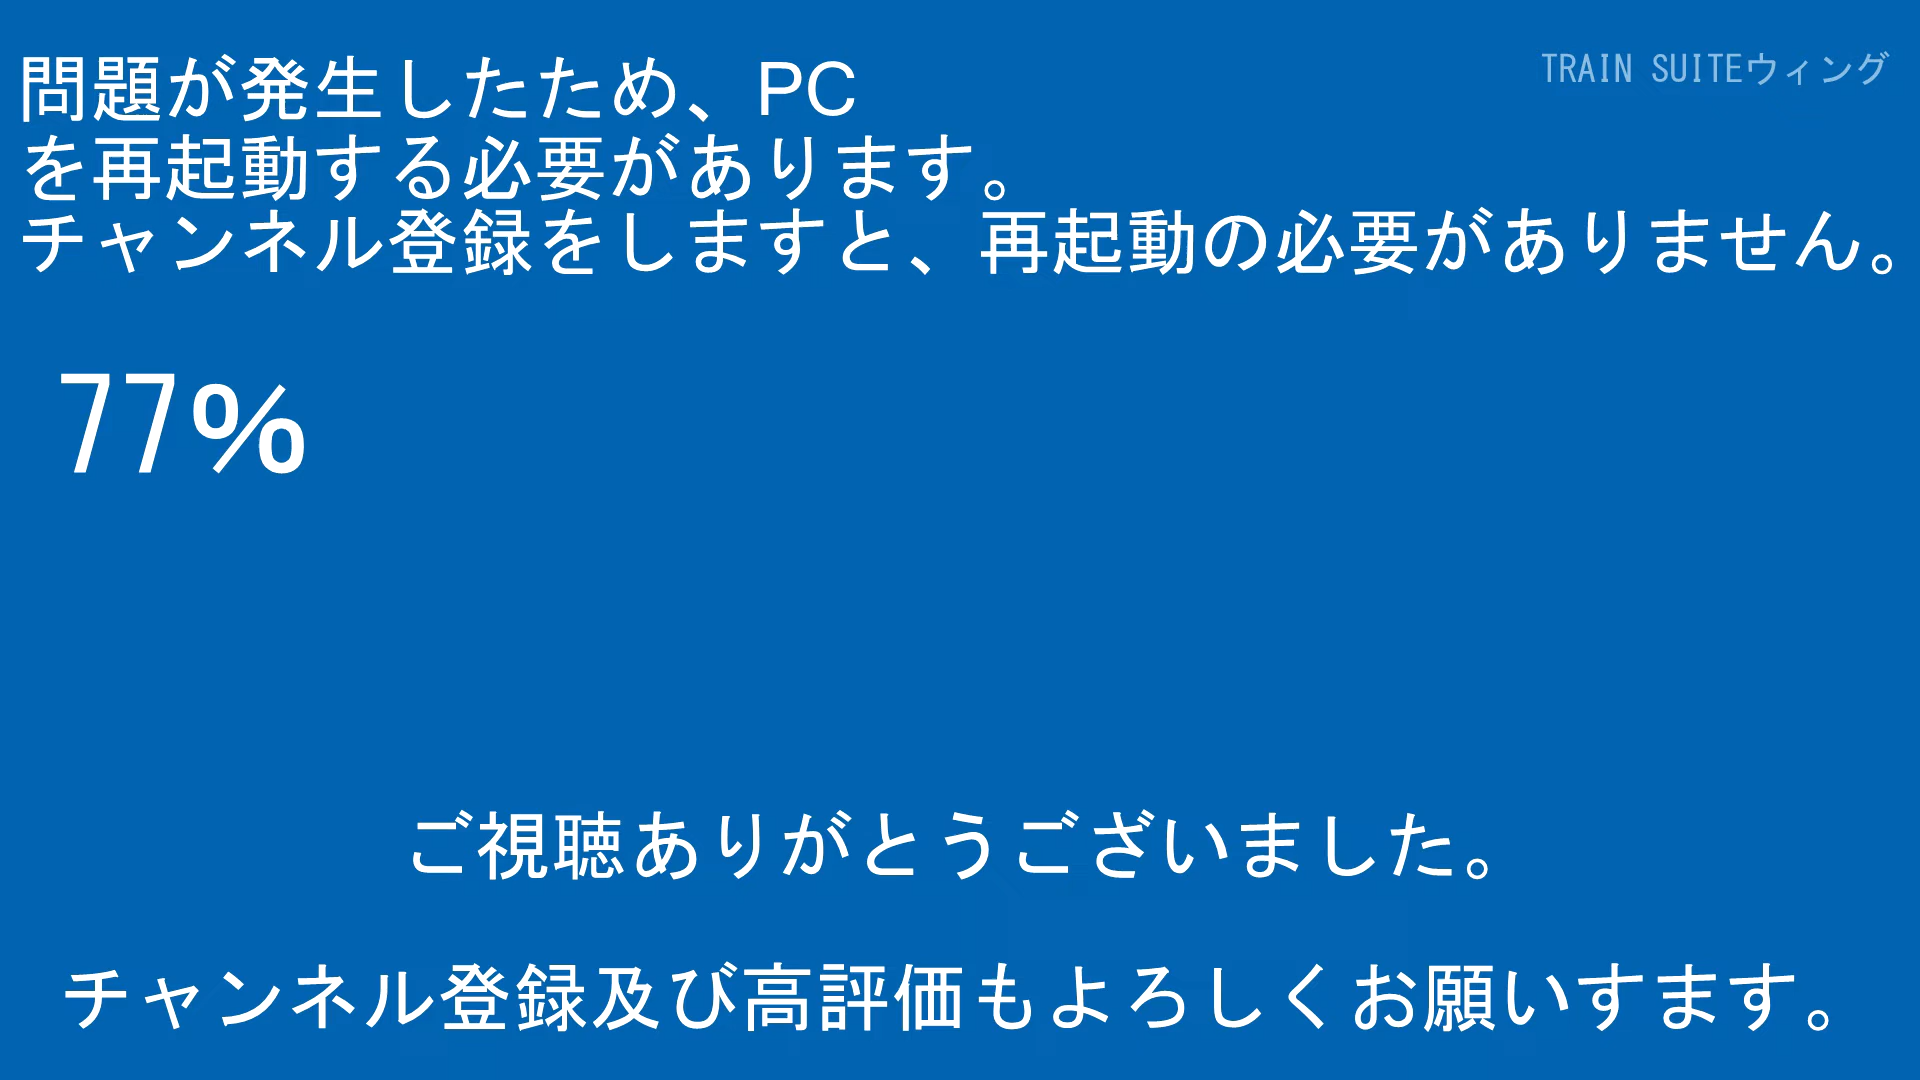 TRAIN SUITEウィング
問題が発生したため、PC
を再起動する必要があります。
チャンネル登録をしますと、再起動の必要がありません。
77%
ご視聴ありがとうございました。
チャンネル登録及び高評価もよろしくお願いすます。